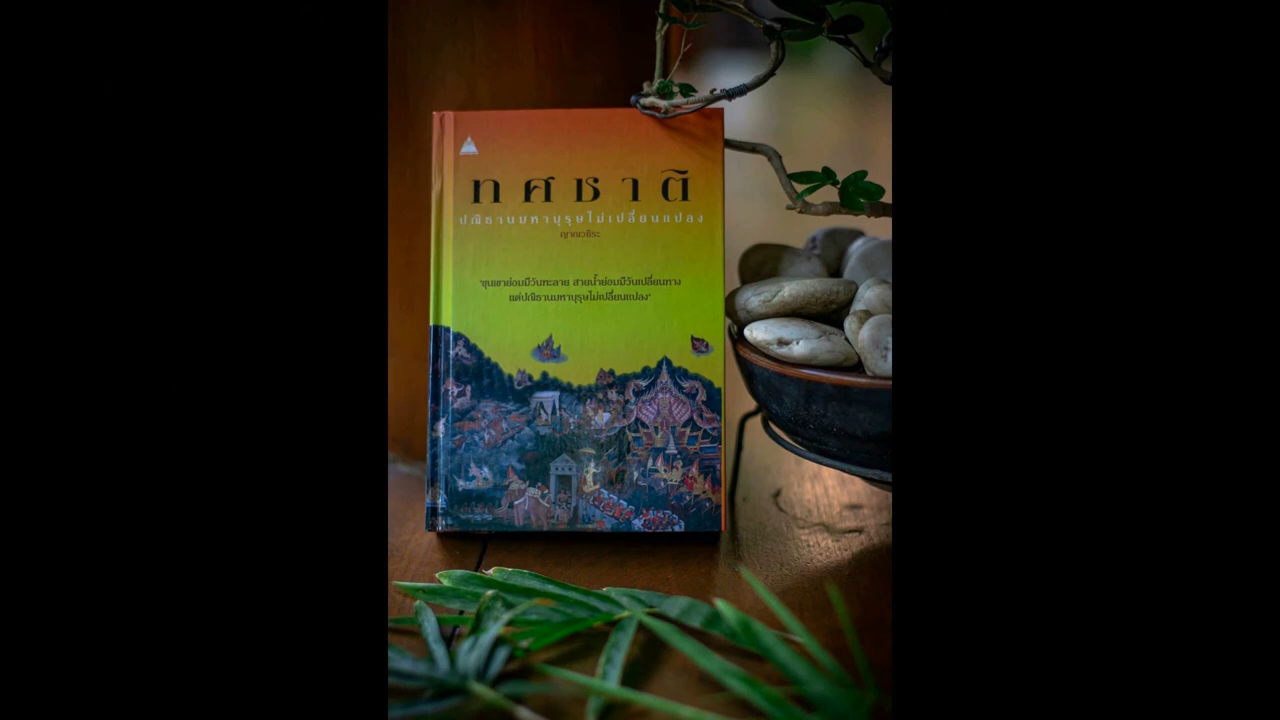 ทศชาติ
ปณิธานมหาบุรุษไม่เปลี่ยนแปลง
ญาณวชิระ
"ขุนเขาย่อมมีวันทะลาย สายน้ำย่อมมีวันเปลี่ยนทาง
แต่ปณิธานมหาบุรุษไม่เปลี่ยนแปลง"